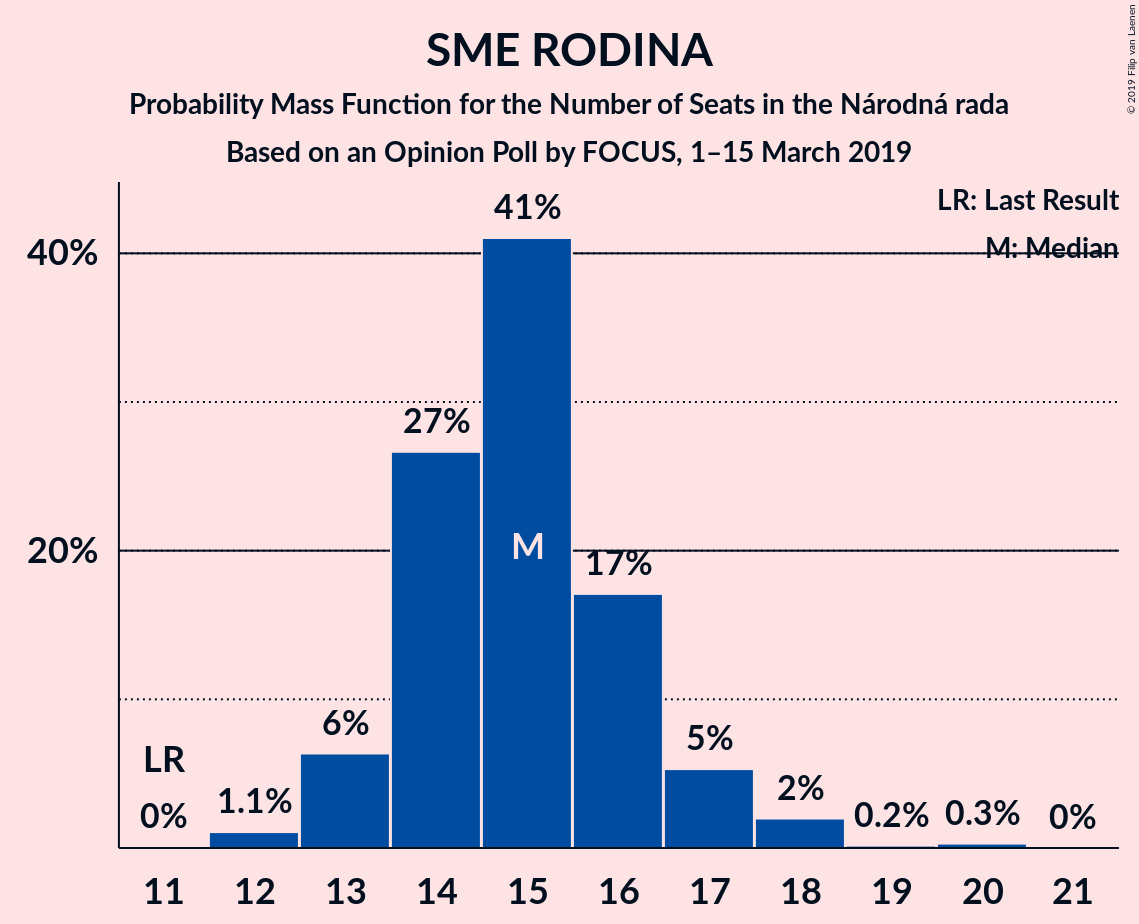 SME RODINA
Probability Mass Function for the Number of Seats in the Národná rada
Based on an Opinion Poll by FOCUS, 1–15 March 2019
© 2019 Filip van Laenen
LR: Last Result
M: Median
40%
20%
41%
27%
M
17%
6%
5%
LR
2%
0%
1.1%
0.2%
0.3%
0%
11 12 13 14 15 16 17 18 19 20 21